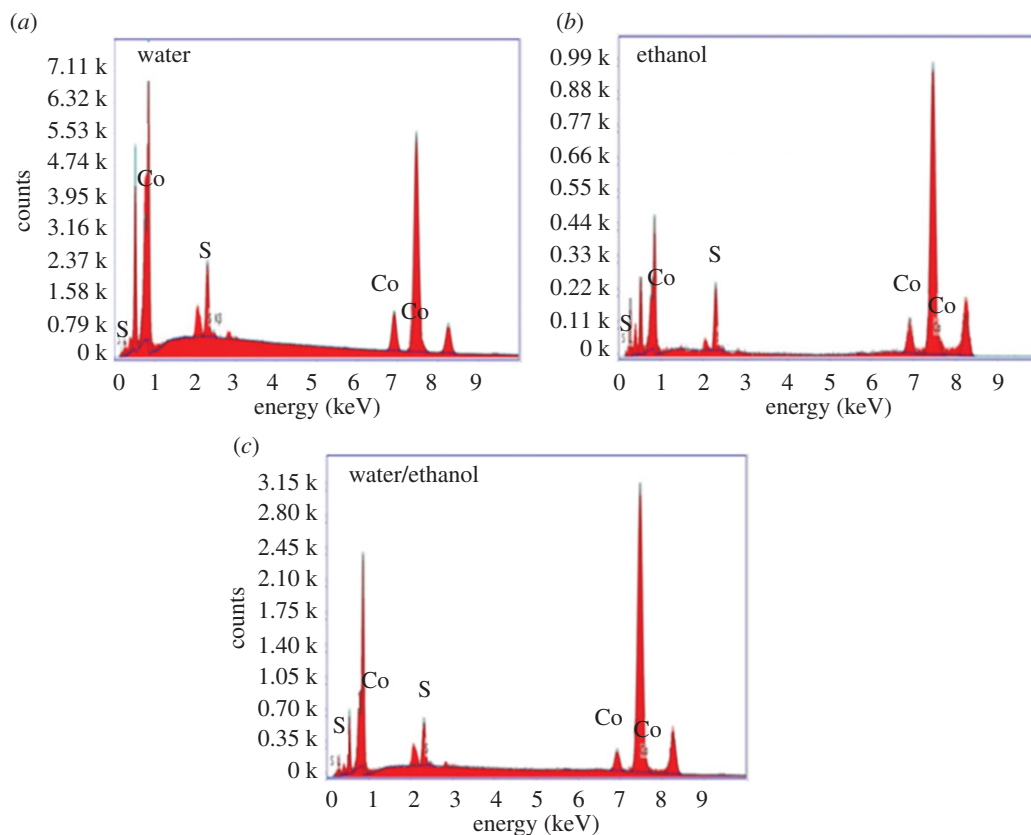 (a)
water
7.11 k
6.32 k
5.53 k
4.74 k
3.95 k
3.16 k
2.37 k
1.58 k
0.79 k
0 k
counts
Co
S
S
Co
Co
0 1 2 3 4 5 6 7 8 9
energy (keV)
(b)
ethanol
0.99 k
0.88 k
0.77 k
0.66 k
0.55 k
0.44 k
0.33 k
0.22 k
0.11 k
0 k
Co
S
S
Co
Co
0 1 2 3 4 5 6 7 8 9
energy (keV)
(c)
water/ethanol
3.15 k
2.80 k
2.45 k
2.10 k
1.75 k
1.40 k
1.05 k
0.70 k
0.35 k
0 k
counts
Co
S
S
Co
Co
0 1 2 3 4 5 6 7 8 9
energy (keV)